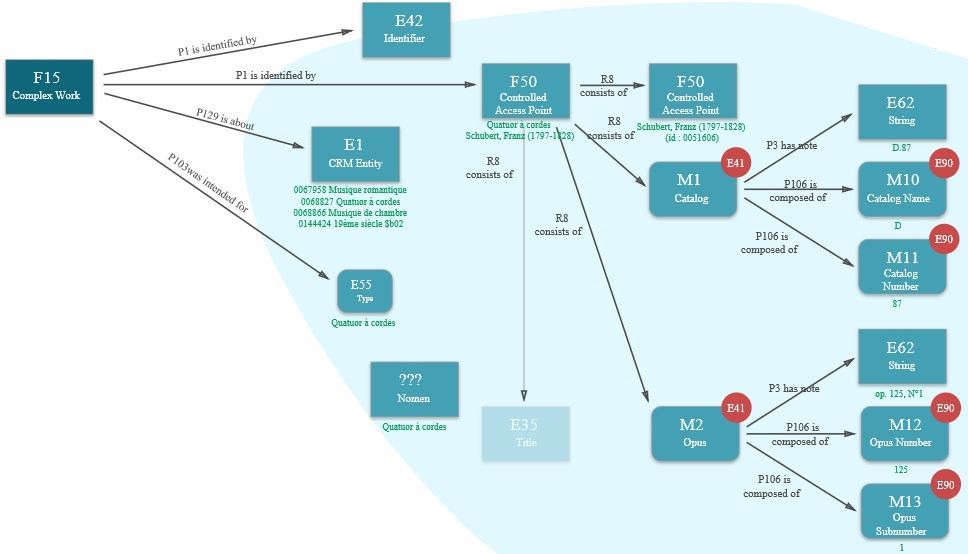 E42
Identifier
P1 is identified by
F15
Complex Work
P1 is identified by
F50
Controlled
Access Point
Quatuor à cordes
Schubert, Franz (1797-1828)
R8
consists of
F50
Controlled
Access Point
Schubert, Franz (1797-1828)
(id : 0051606)
P129 is about
E1
CRM Entity
0067958 Musique romantique
0068827 Quatuor à cordes
0068866 Musique de chambre
0144424 19ème siècle $b02
R8
consists of
R8
consists of
E41
M1
Catalog
P3 has note
E62
String
D.87
P106 is
composed of
E90
M10
Catalog Name
D
P106 is
composed of
E90
M11
Catalog
Number
87
P103was intended for
E55
Type
Quatuor à cordes
R8
consists of
???
Nomen
Quatuor à cordes
E35
Title
E41
M2
Opus
P3 has note
E62
String
op. 125, N°1
P106 is
composed of
E90
M12
Opus Number
125
P106 is
composed of
E90
M13
Opus
Subnumber
1